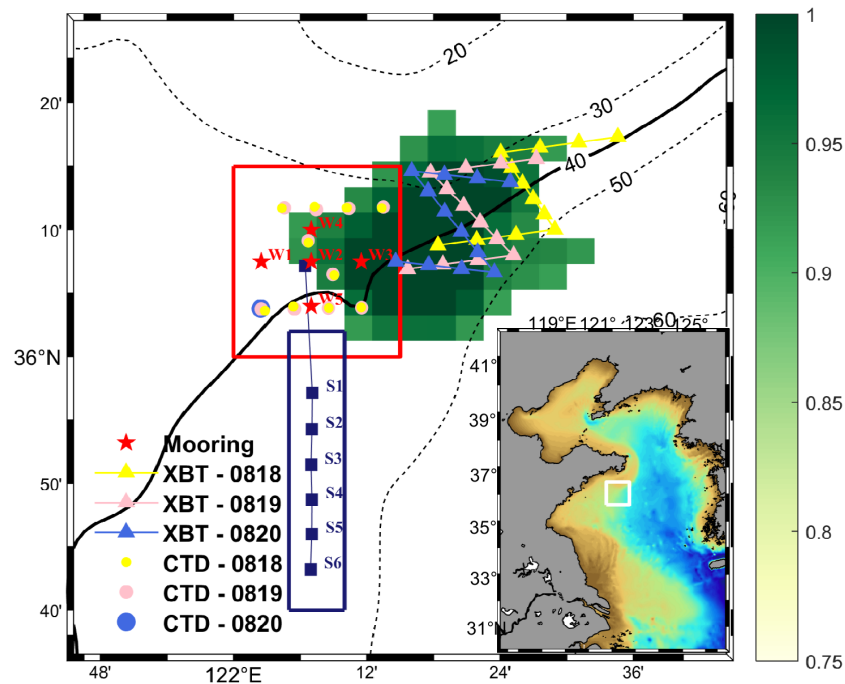 1
20
20'
30
0.95
40
50
60
10'
W4
W1
W2
W3
0.9
W5
60
36°N
119°E
121°
123°
125°
41°
S1
0.85
39°
S2
Mooring
XBT - 0818
S3
37°
50'
XBT - 0819
S4
35°
XBT - 0820
S5
0.8
CTD - 0818
S6
33°
CTD - 0819
40'
CTD - 0820
31°N
0.75
48'
122°E
12'
24'
36'